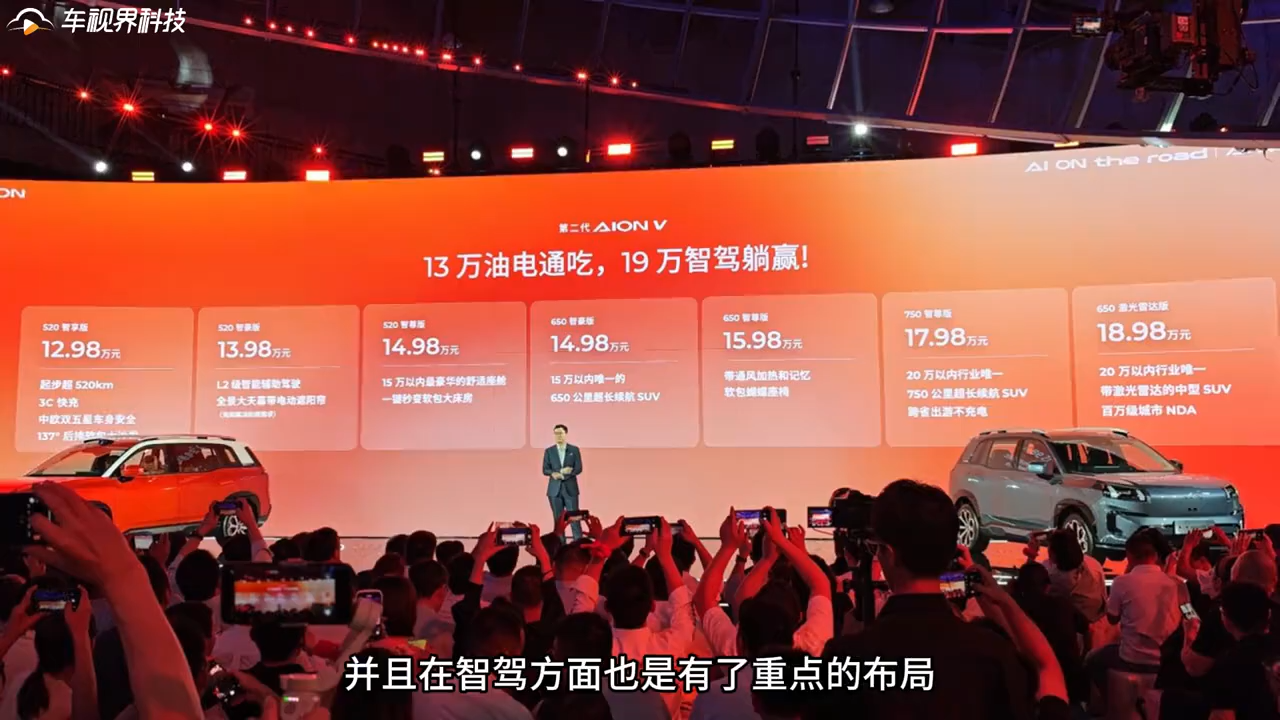 车视界科技
ON
AI ON the road
第二代 AION V
13 万油电通吃，19 万智驾躺赢!
520 智享版
12.98万元
起步超 520km
3C 快充
中欧双五星车身安全
520 智豪版
13.98万元
L2 级智能辅助驾驶
全景大天幕带电动遮阳帘
520 智尊版
14.98万元
15 万以内最豪华的舒适座舱
一键秒变软包大床房
650 智豪版
14.98万元
15 万以内唯一的
650 公里超长续航 SUV
650 智尊版
15.98万元
带通风加热和记忆
软包蝴蝶座椅
750 智尊版
17.98万元
20 万以内行业唯一
750 公里超长续航 SUV
跨省出游不充电
650 激光雷达版
18.98万元
20 万以内行业唯一
带激光雷达的中型 SUV
百万级城市 NDA
并且在智驾方面也是有了重点的布局